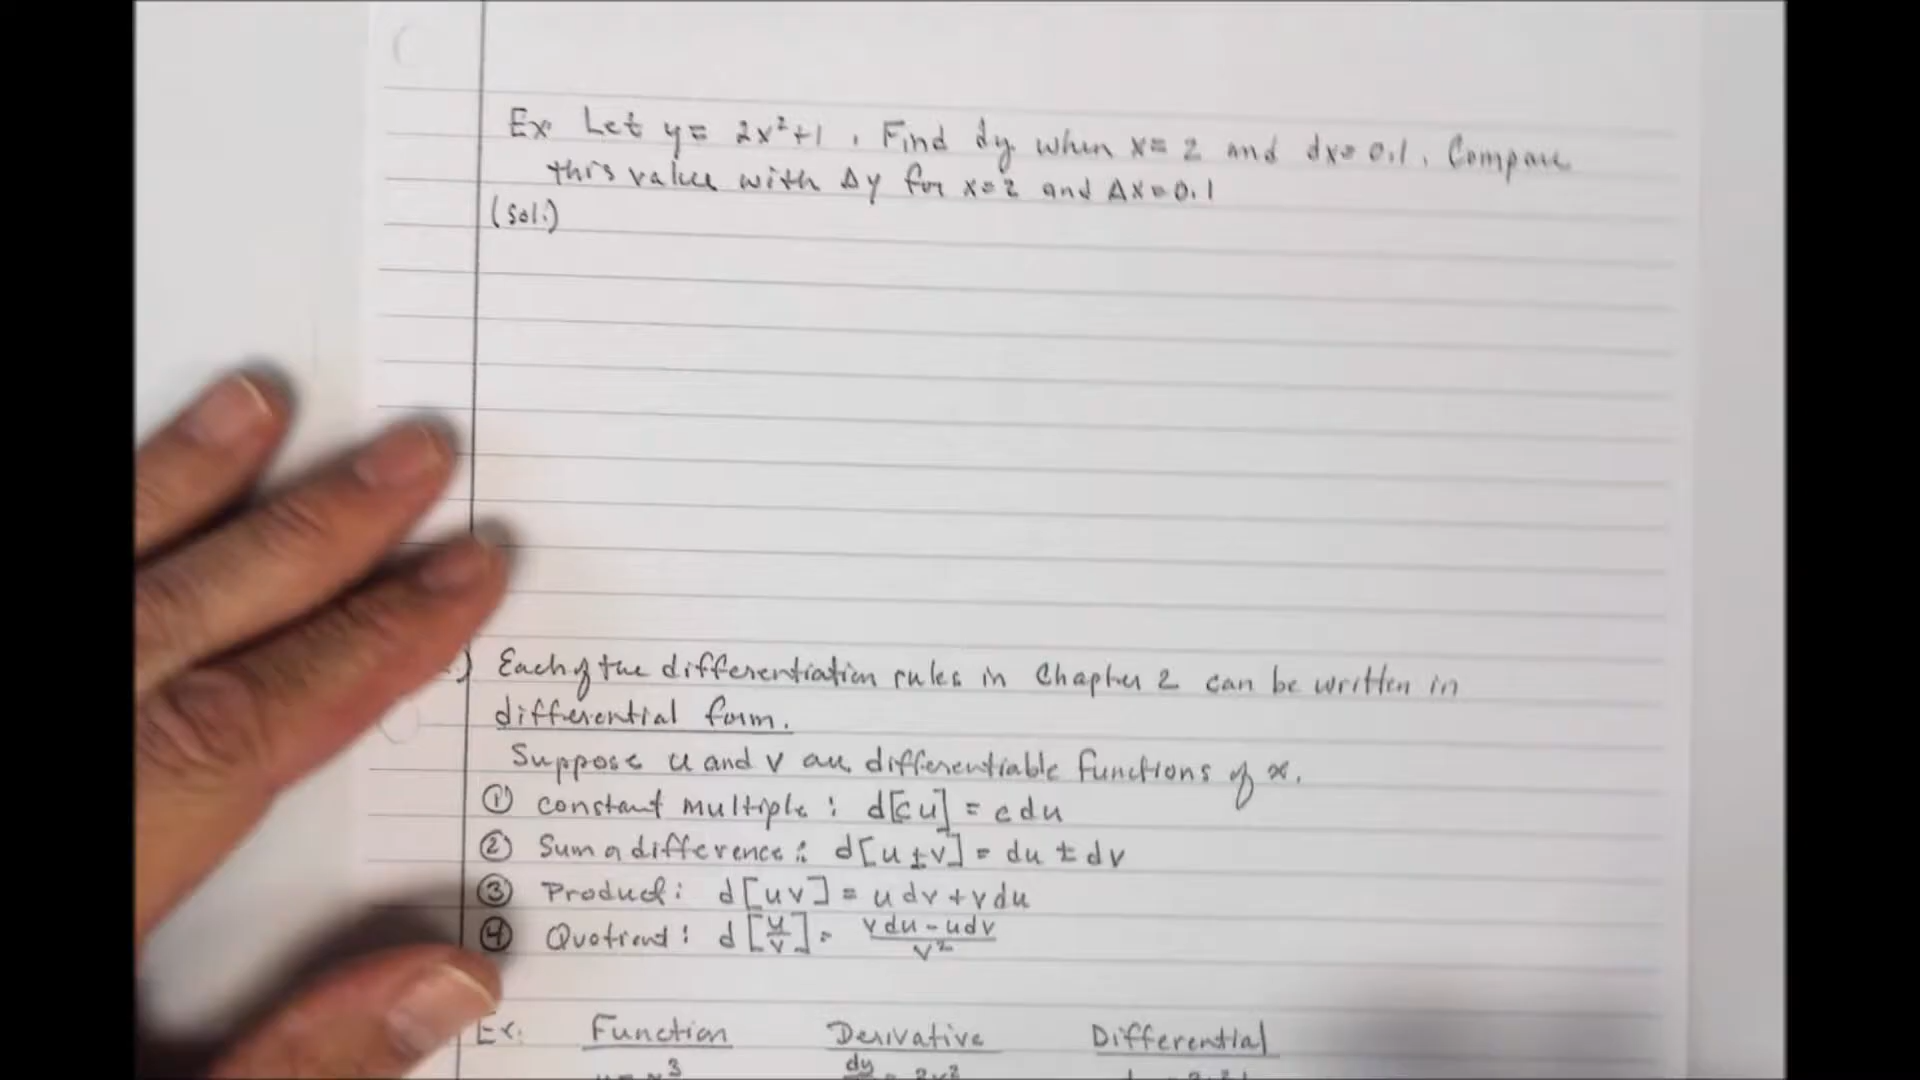 Ex. Let y = 2x²+1 . Find dy when x = 2 and dx = 0.1 . Compare
this value with Δy for x = 2 and Δx = 0.1
(Sol:)
) Each of the differentiation rules in Chapter 2 can be written in
differential form.
Suppose u and v are differentiable functions of x.
① constant multiple : d[cu] = c du
② Sum or difference : d[u ± v] = du ± dv
③ Product : d[uv] = u dv + v du
④ Quotient : d[u/v] = (v du - u dv)/v²
Ex: Function Derivative Differential